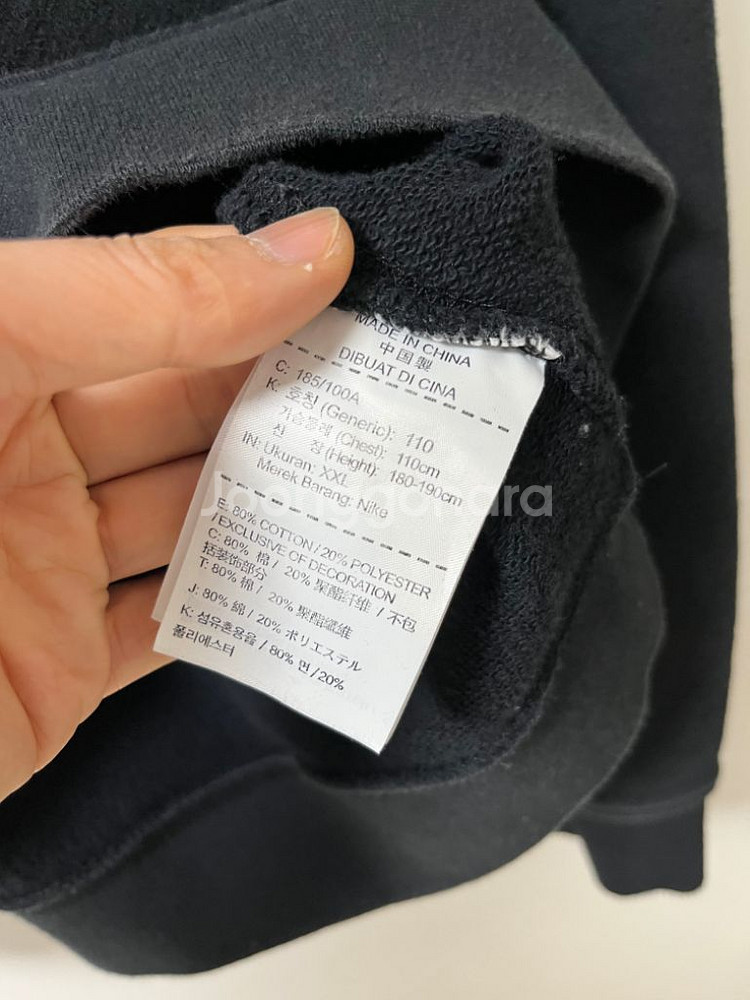 MADE IN CHINA
中国製
DIBUAT DI CINA
C: 185/100A
K: 호칭 (Generic): 110
가슴둘레 (Chest): 110cm
신 장 (Height): 180-190cm
IN: Ukuran: XXL
Merek Barang: Nike
Joonggonara
E: 80% COTTON / 20% POLYESTER
/ EXCLUSIVE OF DECORATION
C: 80% 棉 / 20% 聚酯纤维 / 不包
括装饰部分
T: 80% 棉 / 20% 聚酯纖維
J: 80% 綿 / 20% ポリエステル
K: 섬유혼용율 / 80% 면 / 20%
폴리에스터